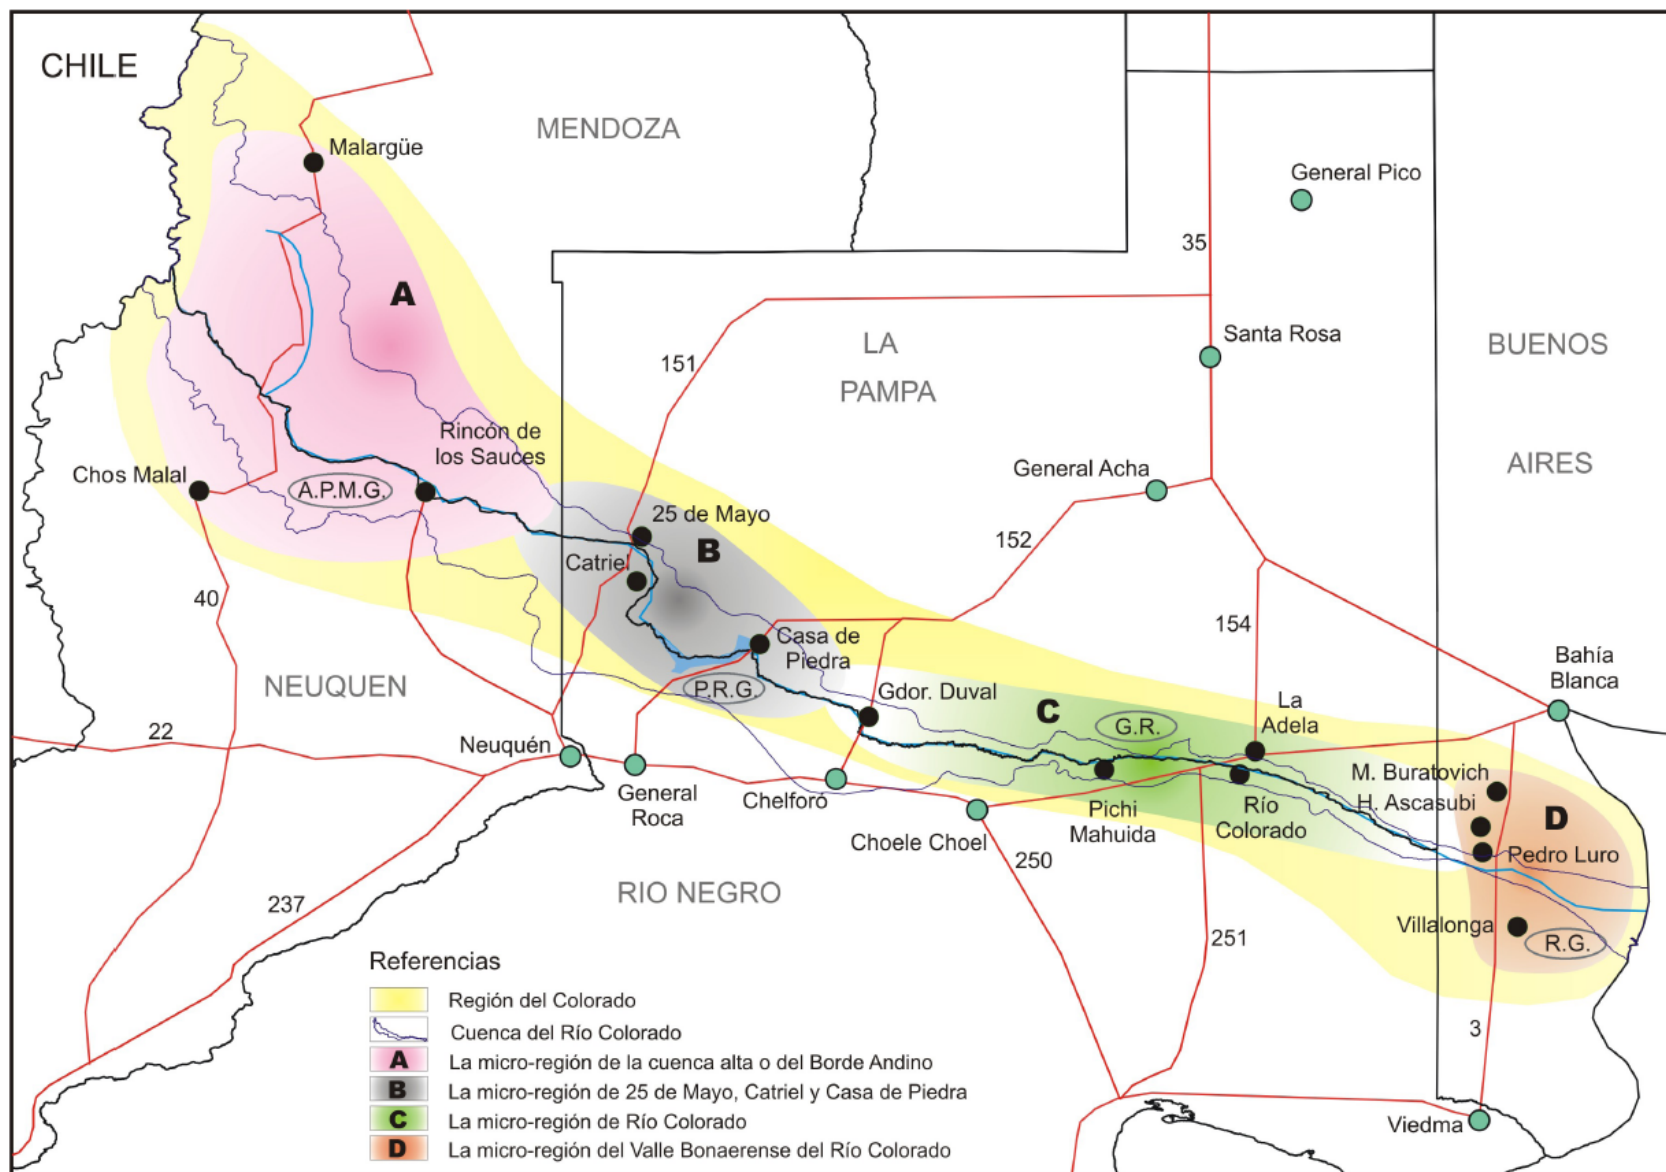 CHILE
MENDOZA
Malargüe
General Pico
35
A
Santa Rosa
LA
PAMPA
BUENOS
AIRES
151
Rincón de
los Sauces
Chos Malal
A.P.M.G.
General Acha
25 de Mayo
B
Catriel
152
40
154
Casa de
Piedra
P.R.G.
NEUQUEN
Gdor. Duval
C
G.R.
La
Adela
Bahía
Blanca
22
Neuquén
General
Roca
Chelforó
Choele Choel
Pichi
Mahuida
Río
Colorado
M. Buratovich
H. Ascasubi
D
Pedro Luro
250
237
RIO NEGRO
251
Villalonga
R.G.
3
Viedma
Referencias
Región del Colorado
Cuenca del Río Colorado
A La micro-región de la cuenca alta o del Borde Andino
B La micro-región de 25 de Mayo, Catriel y Casa de Piedra
C La micro-región de Río Colorado
D La micro-región del Valle Bonaerense del Río Colorado